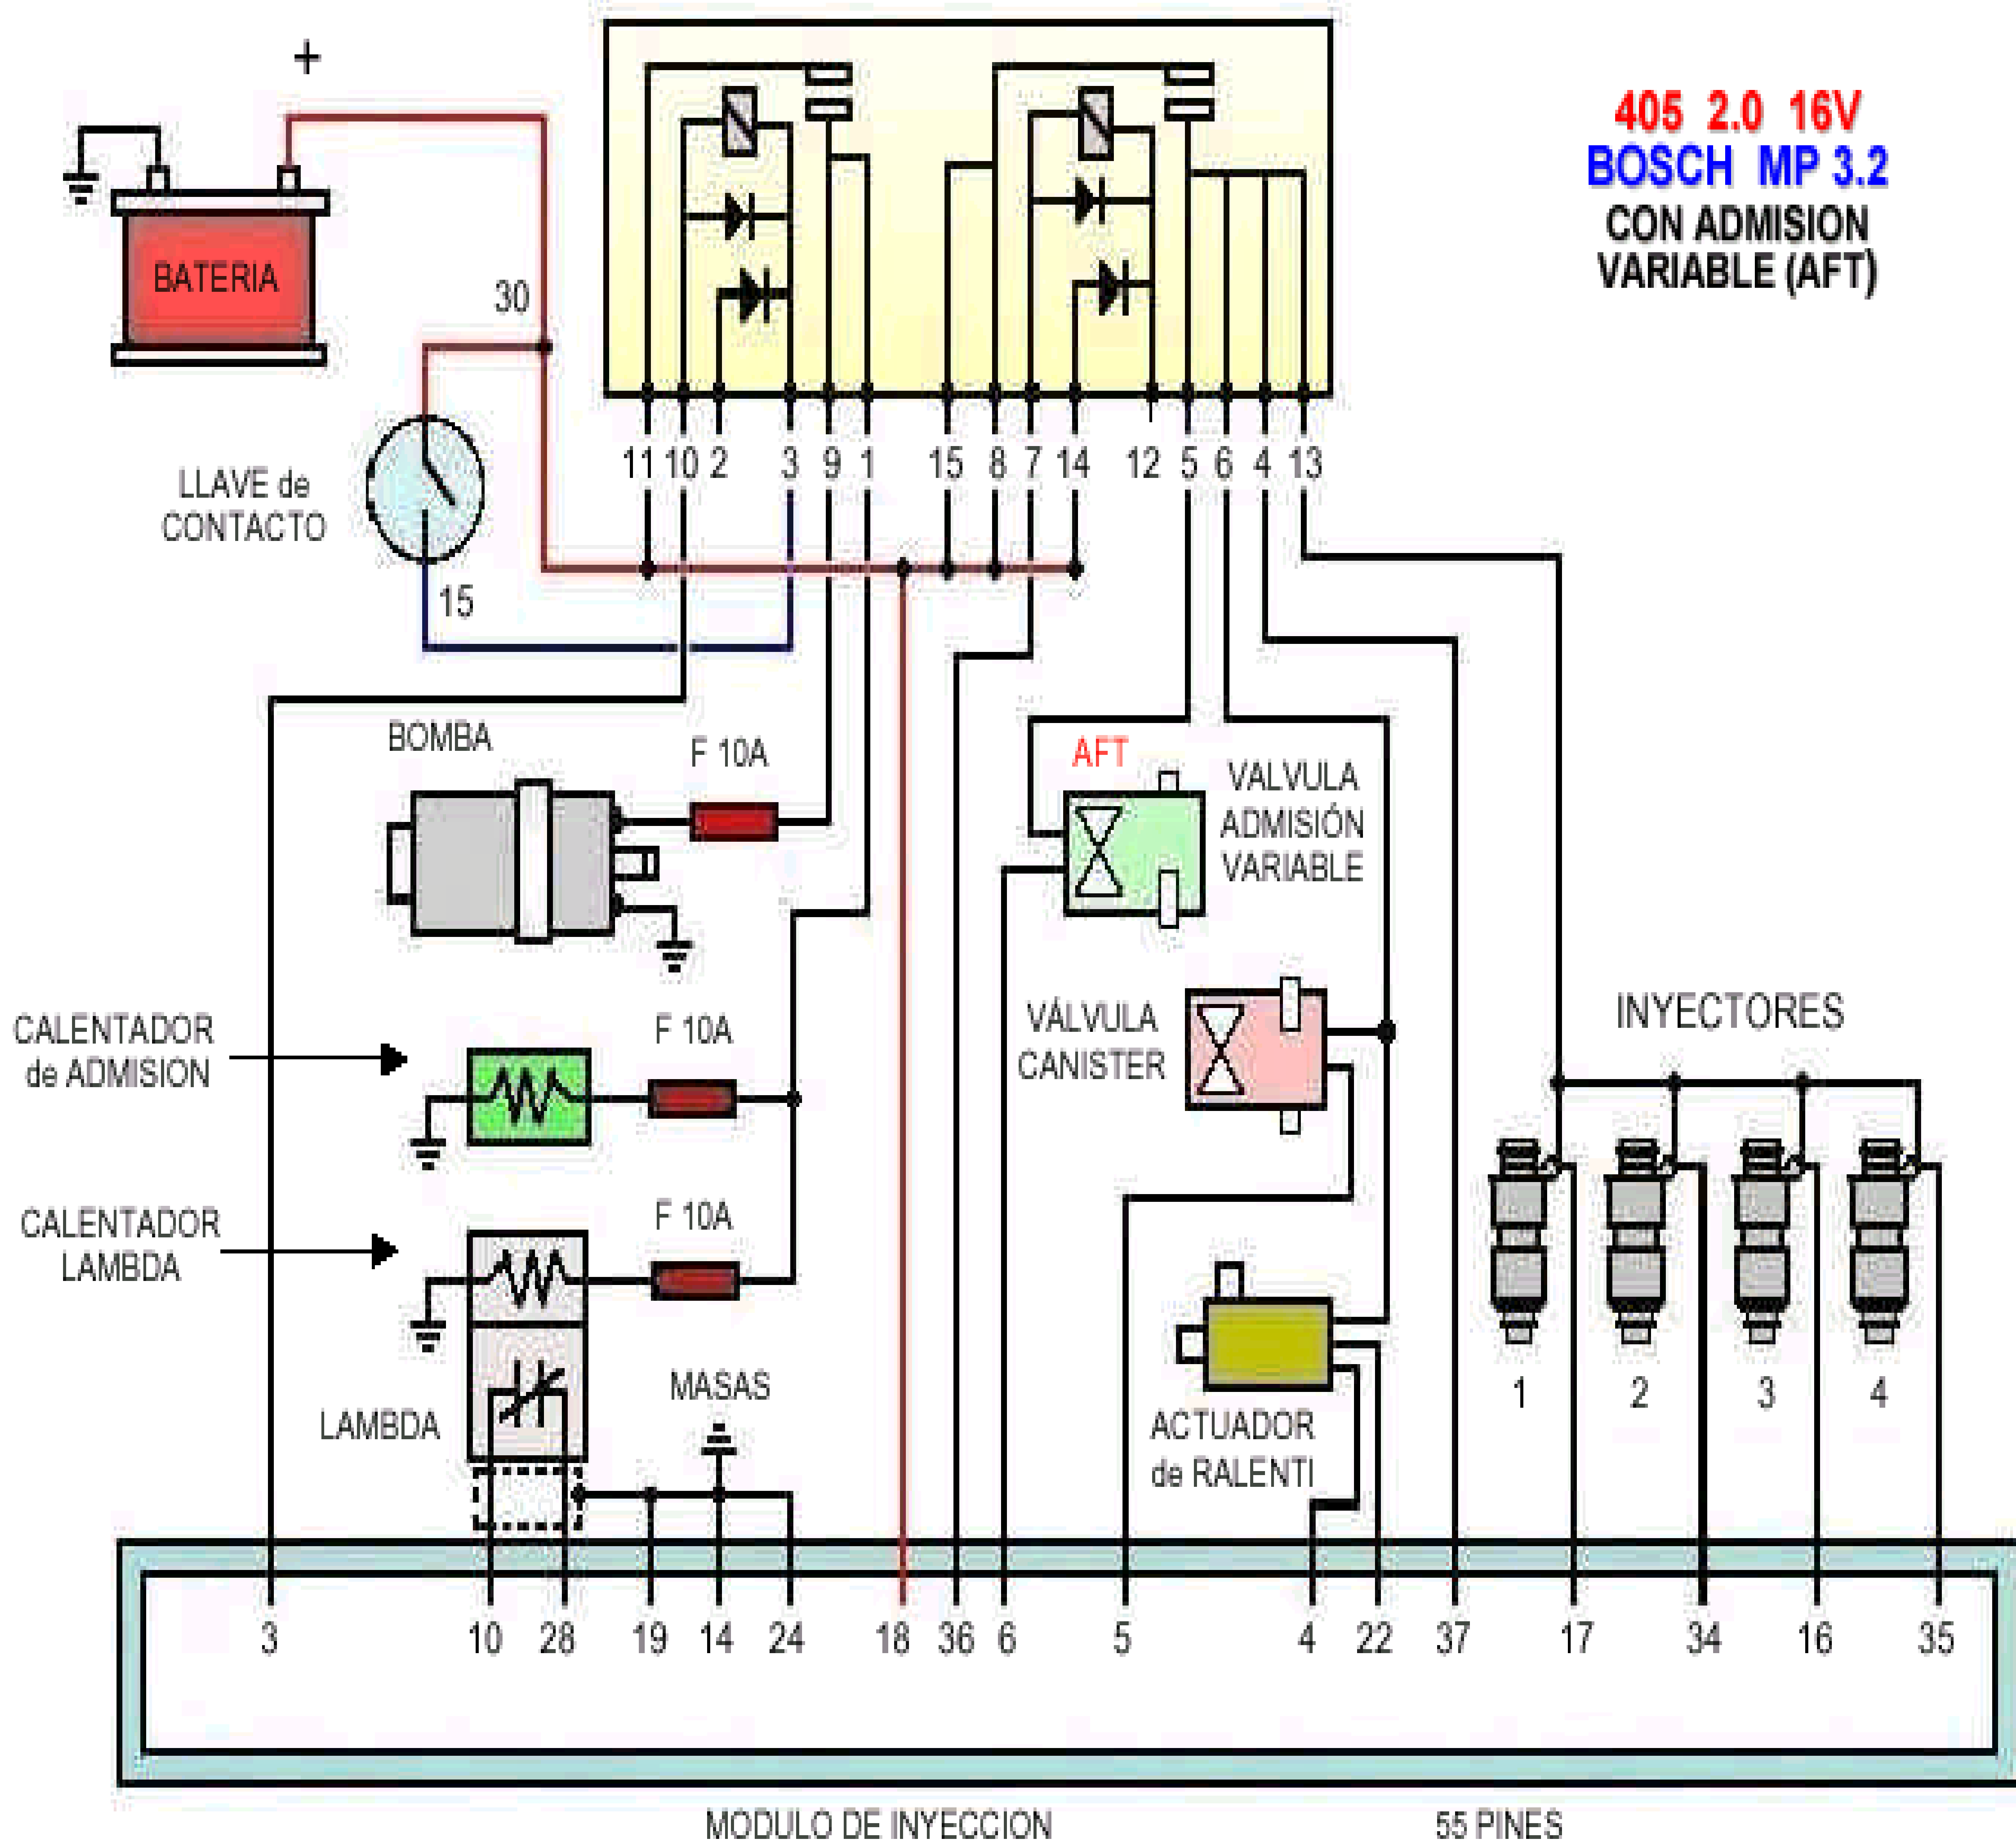 +
405 2.0 16V
BOSCH MP 3.2
CON ADMISION
VARIABLE (AFT)
BATERIA
30
LLAVE de
CONTACTO
15
11 10 2 3 9 1 15 8 7 14 12 5 6 4 13
BOMBA
F 10A
AFT
VALVULA
ADMISIÓN
VARIABLE
CALENTADOR
de ADMISION
F 10A
VÁLVULA
CANISTER
INYECTORES
CALENTADOR
LAMBDA
F 10A
LAMBDA
MASAS
ACTUADOR
de RALENTI
1 2 3 4
3 10 28 19 14 24 18 36 6 5 4 22 37 17 34 16 35
MODULO DE INYECCION
55 PINES